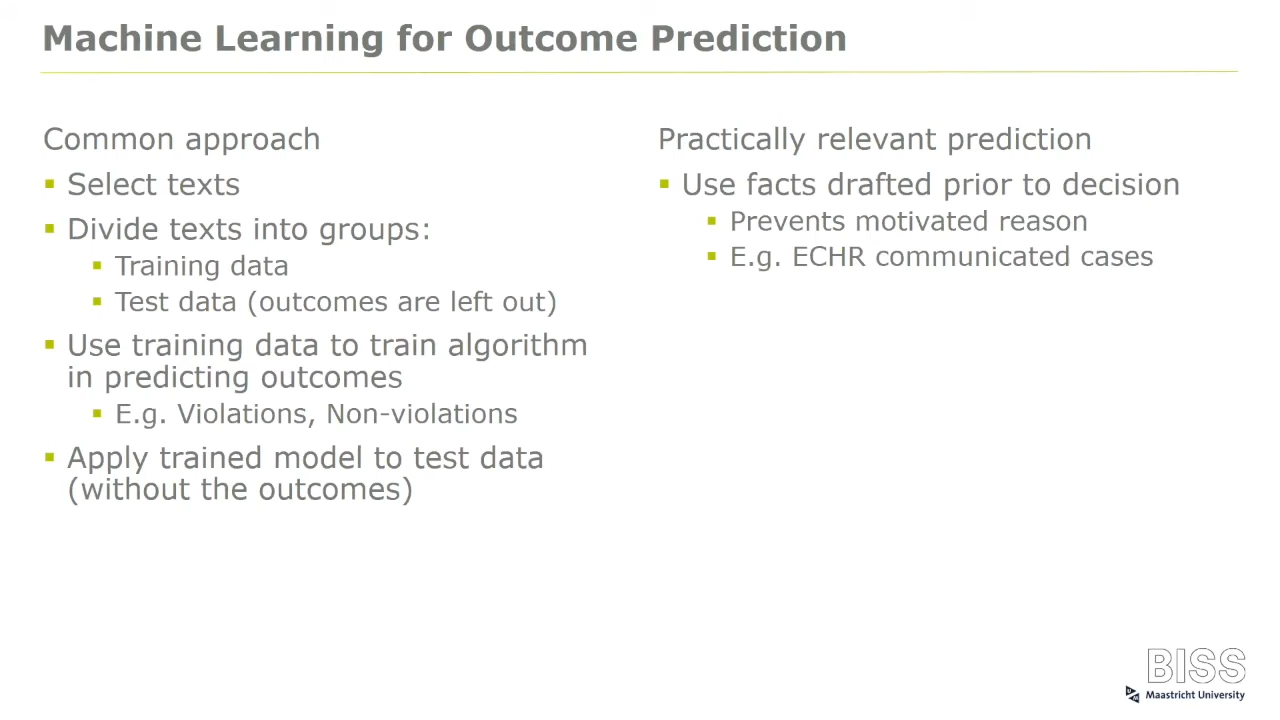 Machine Learning for Outcome Prediction
Common approach
▪ Select texts
▪ Divide texts into groups:
▪ Training data
▪ Test data (outcomes are left out)
▪ Use training data to train algorithm
in predicting outcomes
▪ E.g. Violations, Non-violations
▪ Apply trained model to test data
(without the outcomes)
Practically relevant prediction
▪ Use facts drafted prior to decision
▪ Prevents motivated reason
▪ E.g. ECHR communicated cases
BISS
Maastricht University